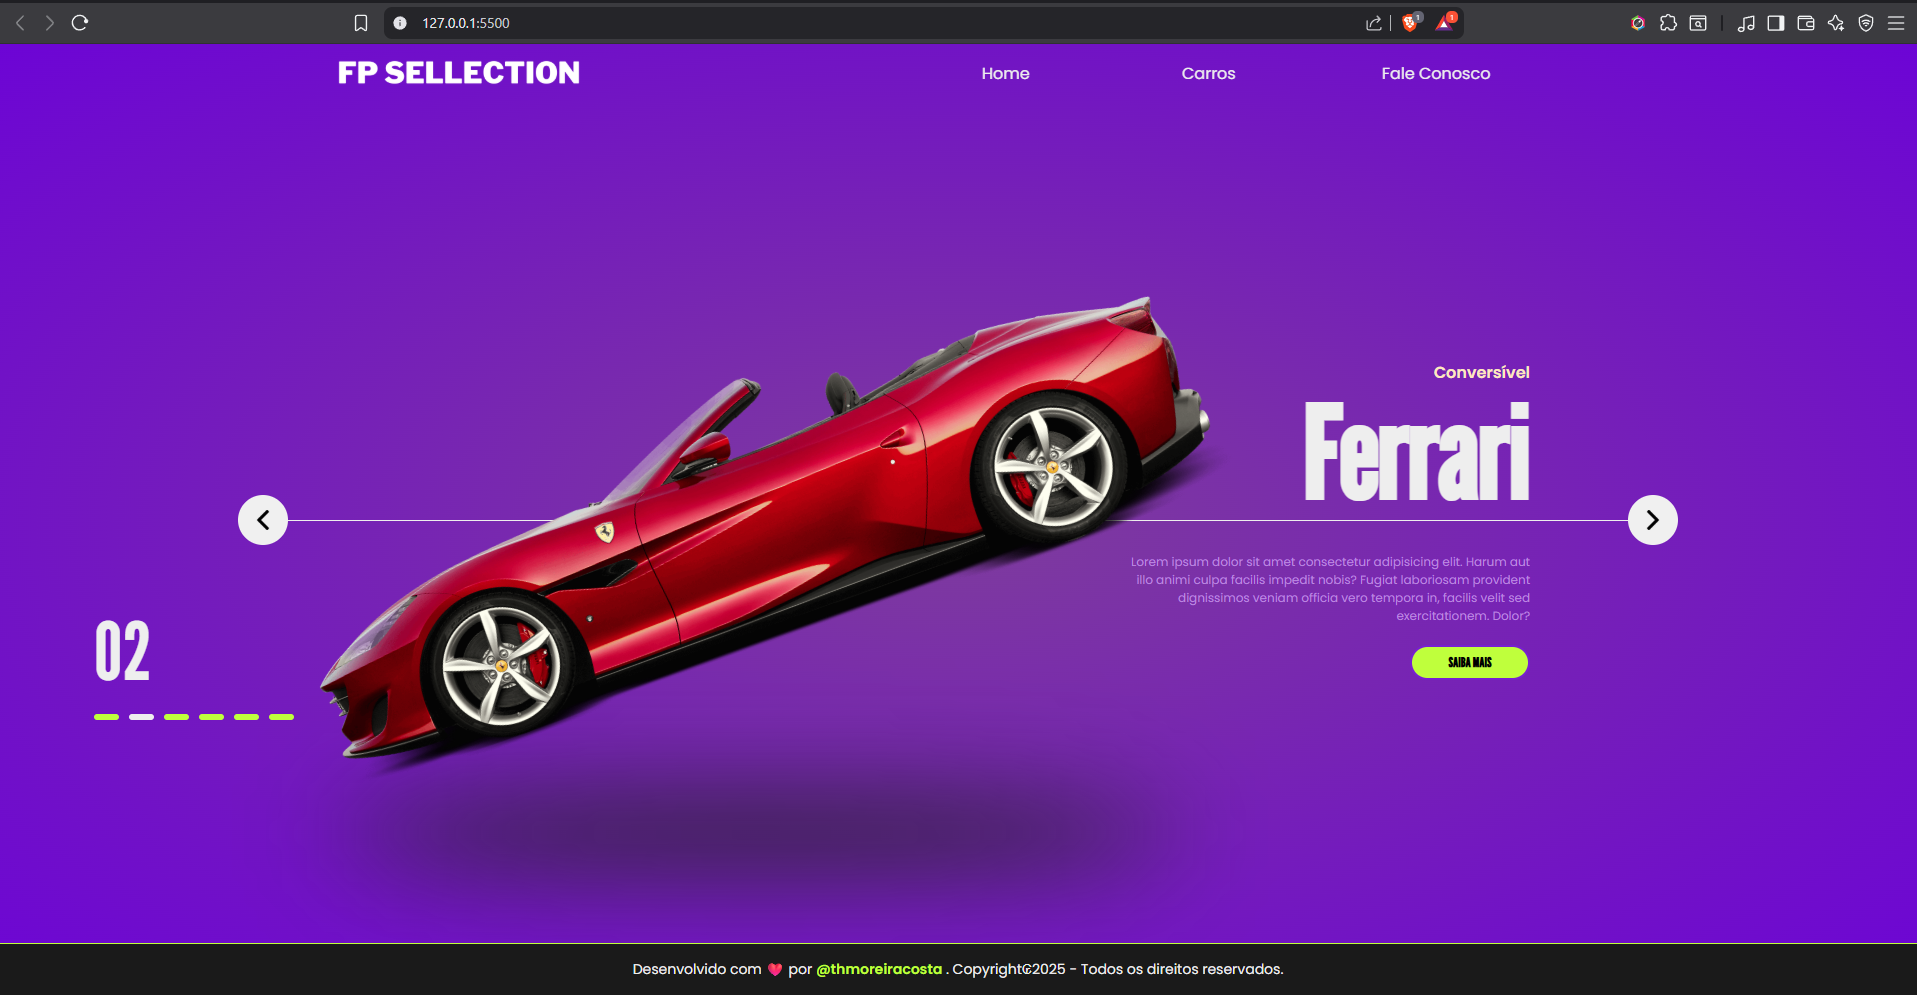 127.0.0.1:5500
1
1
FP SELLECTION
Home
Carros
Fale Conosco
Conversível
Ferrari
Lorem ipsum dolor sit amet consectetur adipisicing elit. Harum aut
illo animi culpa facilis impedit nobis? Fugiat laboriosam provident
dignissimos veniam officia vero tempora in, facilis velit sed
exercitationem. Dolor?
02
SAIBA MAIS
Desenvolvido com ❤️ por @thmoreiracosta . Copyright©2025 - Todos os direitos reservados.